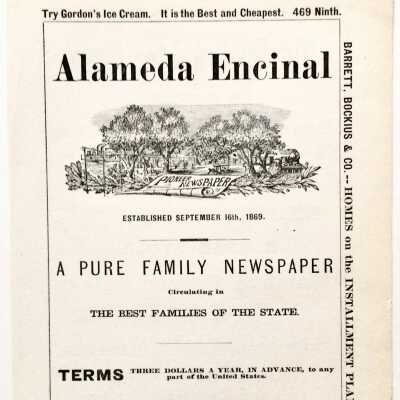 Try Gordon's Ice Cream. It is the Best and Cheapest. 469 Ninth.
Alameda Encinal
PIONEER NEWSPAPER
ESTABLISHED SEPTEMBER 16th, 1869.
A PURE FAMILY NEWSPAPER
Circulating in
THE BEST FAMILIES OF THE STATE.
TERMS THREE DOLLARS A YEAR, IN ADVANCE, to any
part of the United States.
BARRETT, BOCKIUS & CO.--HOMES on the INSTALLMENT PLA